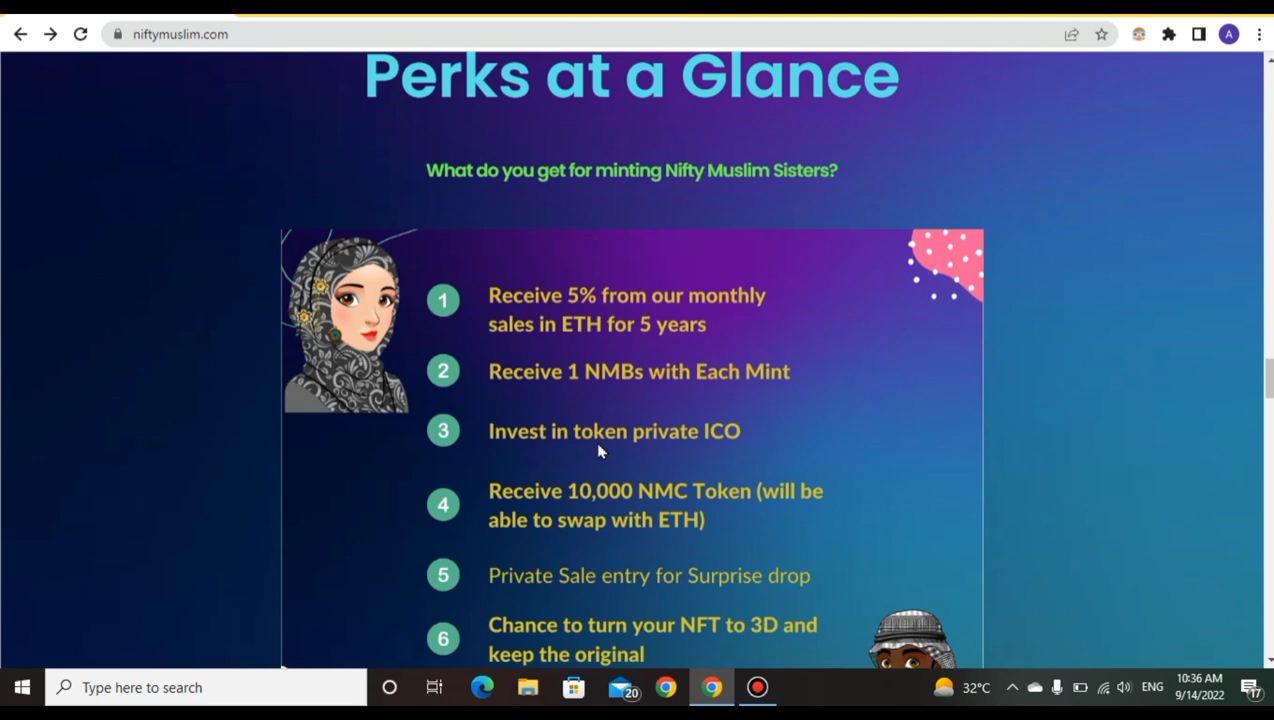 niftymuslim.com
A
Perks at a Glance
What do you get for minting Nifty Muslim Sisters?
1
Receive 5% from our monthly
sales in ETH for 5 years
2
Receive 1 NMBs with Each Mint
3
Invest in token private ICO
4
Receive 10,000 NMC Token (will be
able to swap with ETH)
5
Private Sale entry for Surprise drop
6
Chance to turn your NFT to 3D and
keep the original
Type here to search
20
32°C
ENG
10:36 AM
9/14/2022
17